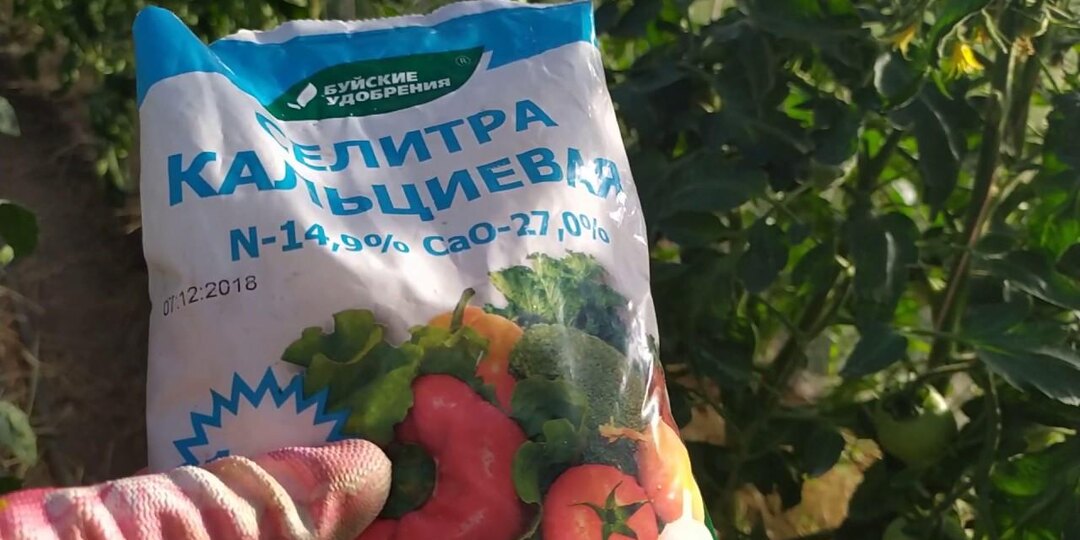 БУЙСКИЕ
УДОБРЕНИЯ ®
СЕЛИТРА
КАЛЬЦИЕВАЯ
N-14,9% CaO-27,0%
07:12:2018